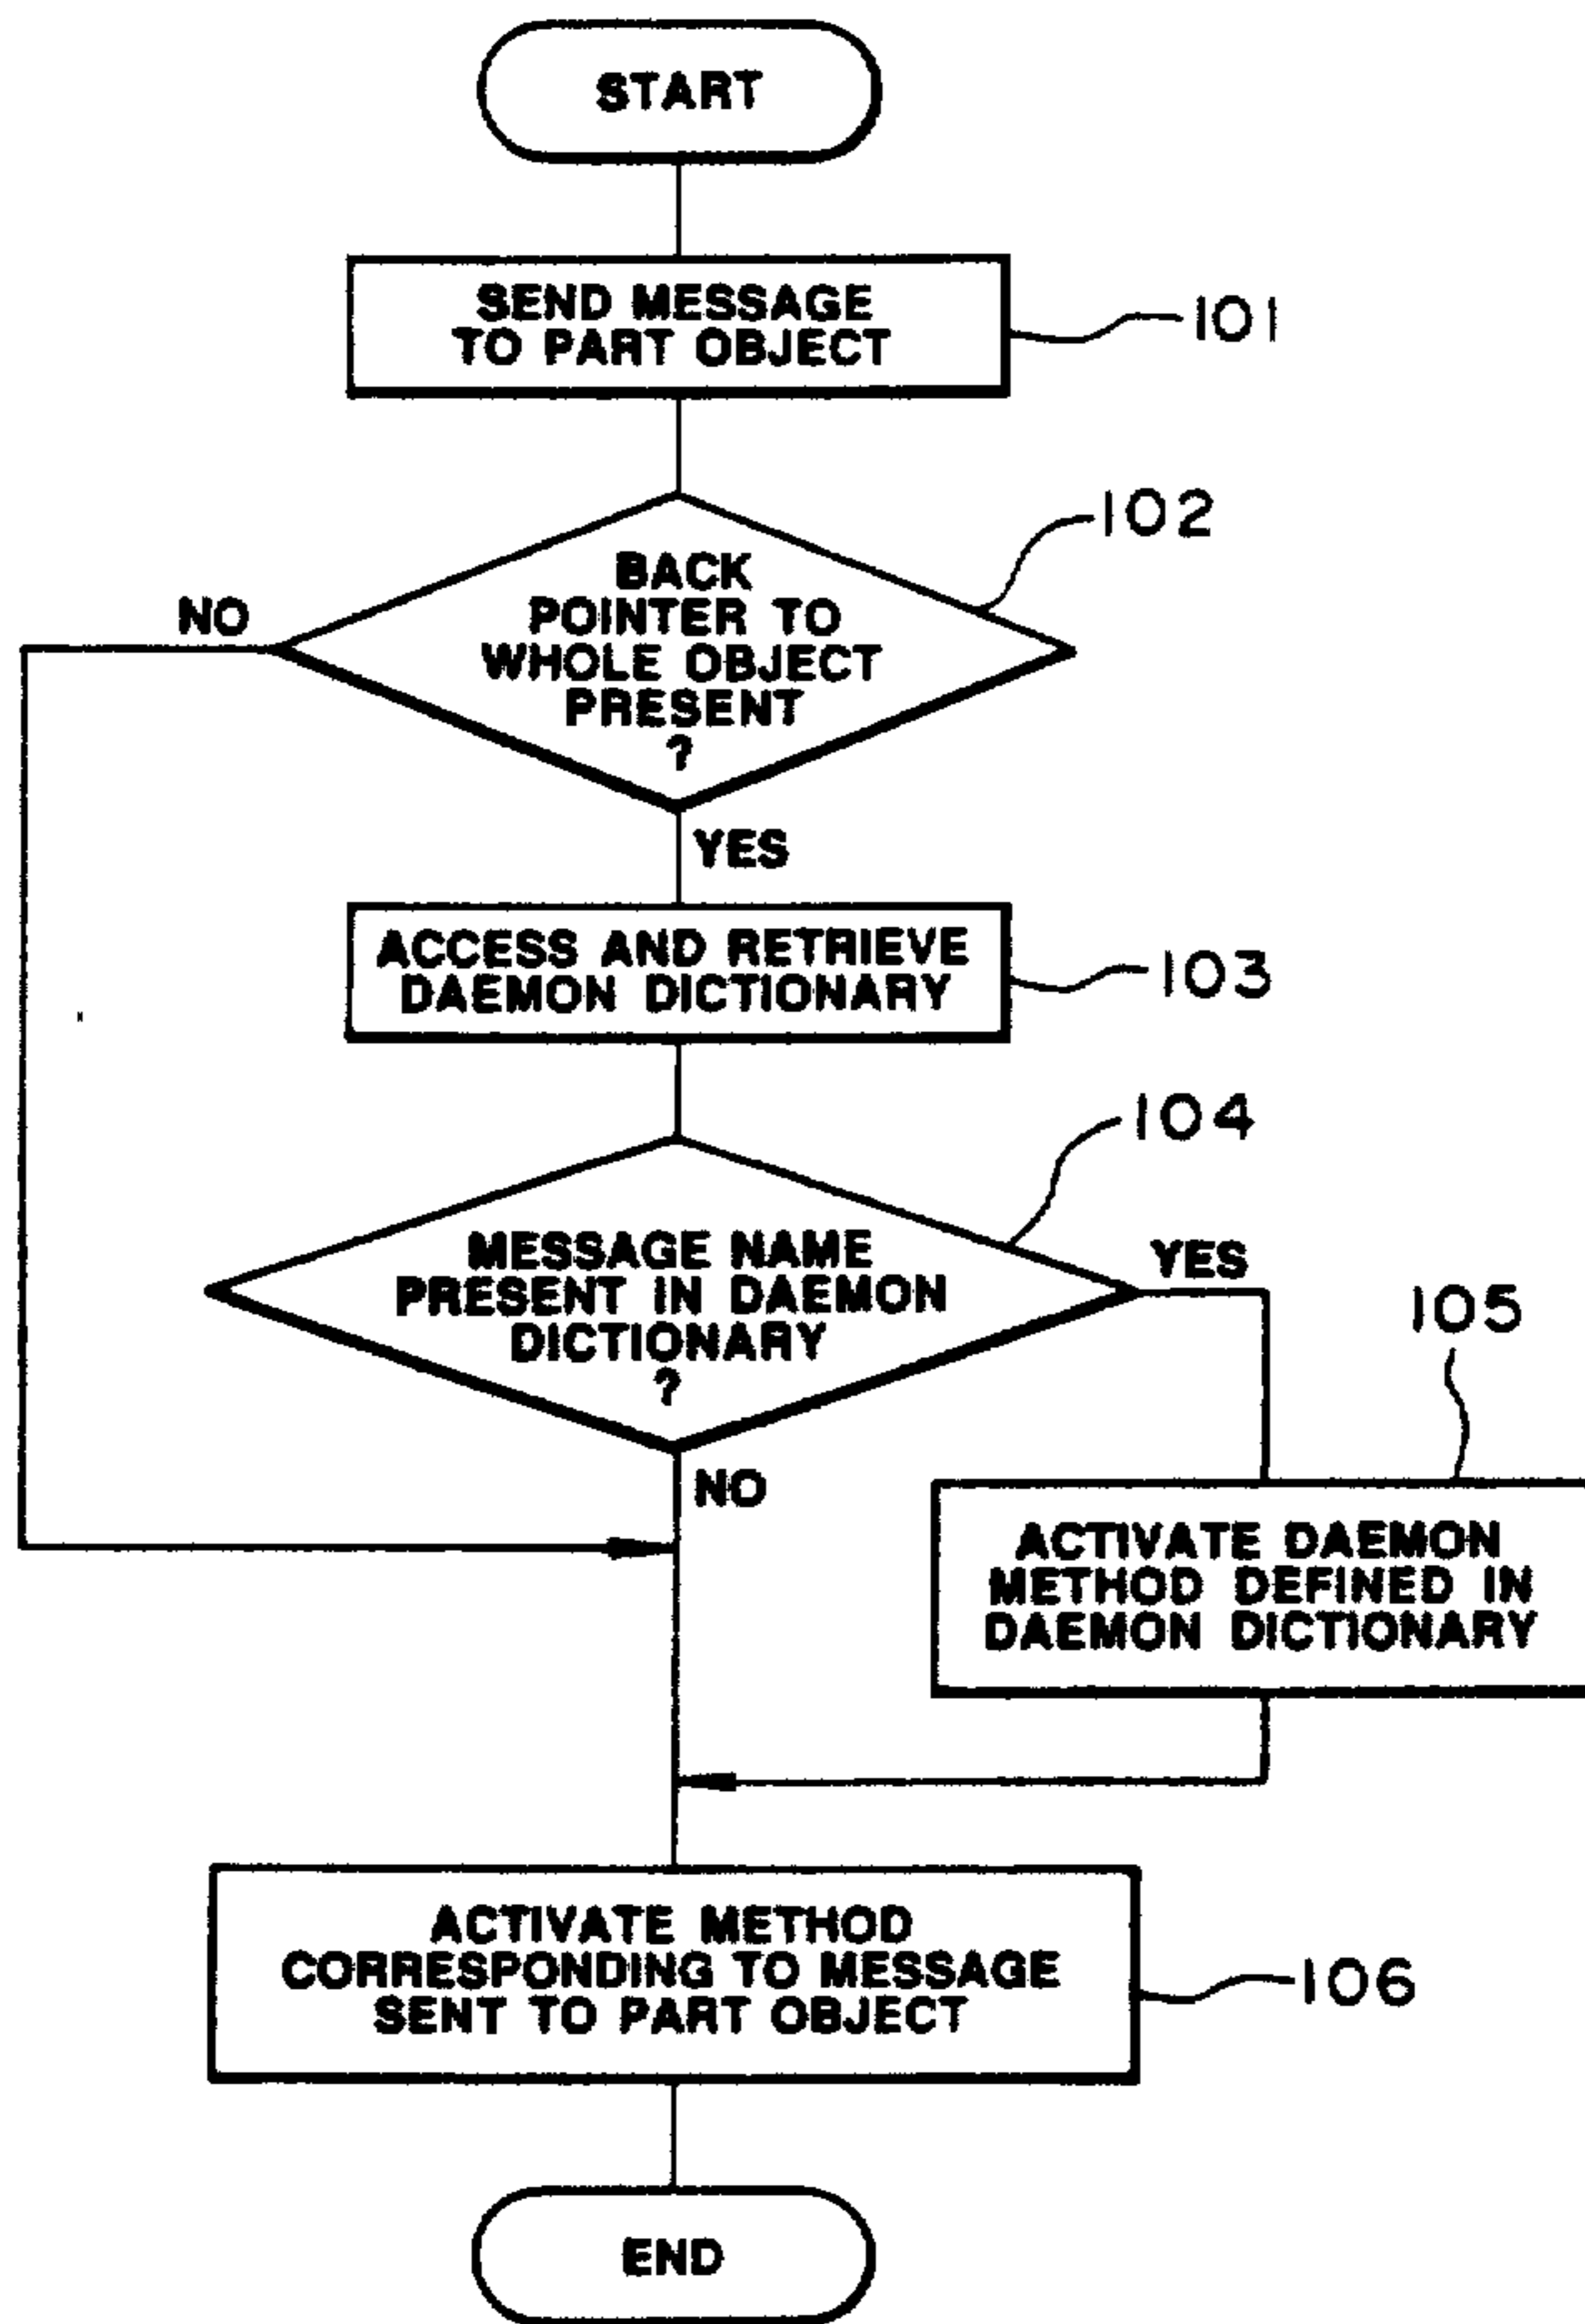 START
SEND MESSAGE
TO PART OBJECT
101
102
BACK
POINTER TO
WHOLE OBJECT
PRESENT
?
NO
YES
ACCESS AND RETRIEVE
DAEMON DICTIONARY
103
104
MESSAGE NAME
PRESENT IN DAEMON
DICTIONARY
?
YES
105
NO
ACTIVATE DAEMON
METHOD DEFINED IN
DAEMON DICTIONARY
ACTIVATE METHOD
CORRESPONDING TO MESSAGE
SENT TO PART OBJECT
106
END